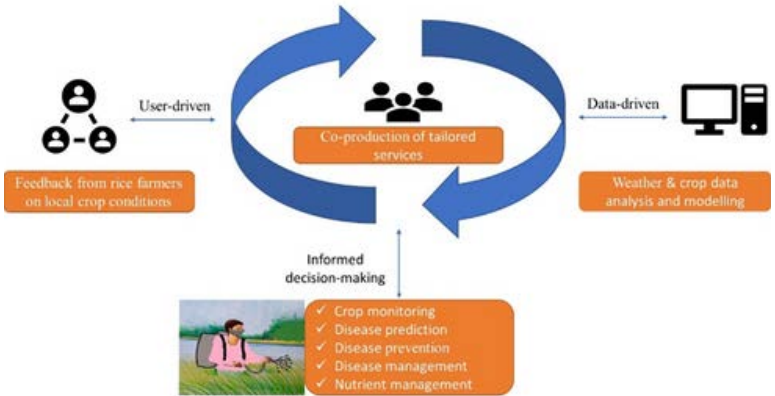 User-driven
Data-driven
Co-production of tailored
services
Feedback from rice farmers
on local crop conditions
Weather & crop data
analysis and modelling
Informed
decision-making
✓ Crop monitoring
✓ Disease prediction
✓ Disease prevention
✓ Disease management
✓ Nutrient management